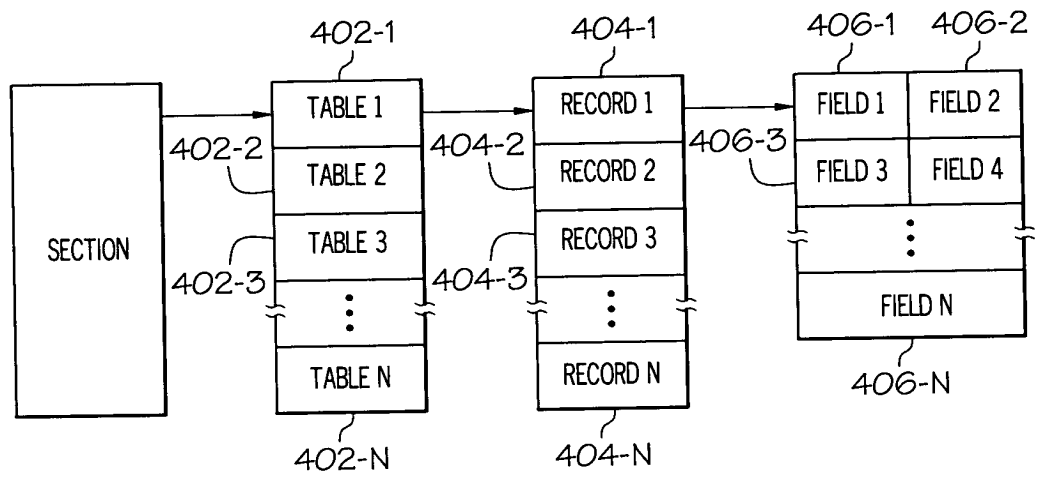 402-1
404-1
406-1
406-2
SECTION
TABLE 1
402-2
TABLE 2
TABLE 3
402-3
TABLE N
402-N
RECORD 1
404-2
RECORD 2
RECORD 3
404-3
RECORD N
404-N
FIELD 1
FIELD 2
406-3
FIELD 3
FIELD 4
FIELD N
406-N